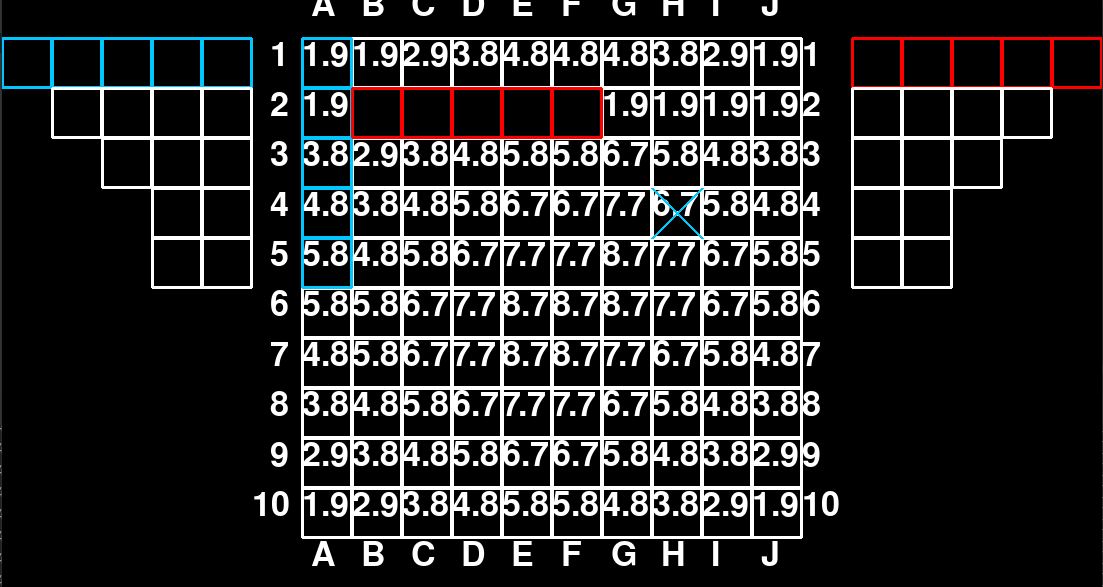 A B C D E F G H I J
1 1.9 1.9 2.9 3.8 4.8 4.8 4.8 3.8 2.9 1.9 1
2 1.9 1.9 1.9 1.9 1.9 2
3 3.8 2.9 3.8 4.8 5.8 5.8 6.7 5.8 4.8 3.8 3
4 4.8 3.8 4.8 5.8 6.7 6.7 7.7 6.7 5.8 4.8 4
5 5.8 4.8 5.8 6.7 7.7 7.7 8.7 7.7 6.7 5.8 5
6 5.8 5.8 6.7 7.7 8.7 8.7 8.7 7.7 6.7 5.8 6
7 4.8 5.8 6.7 7.7 8.7 8.7 7.7 6.7 5.8 4.8 7
8 3.8 4.8 5.8 6.7 7.7 7.7 6.7 5.8 4.8 3.8 8
9 2.9 3.8 4.8 5.8 6.7 6.7 5.8 4.8 3.8 2.9 9
10 1.9 2.9 3.8 4.8 5.8 5.8 4.8 3.8 2.9 1.9 10
A B C D E F G H I J